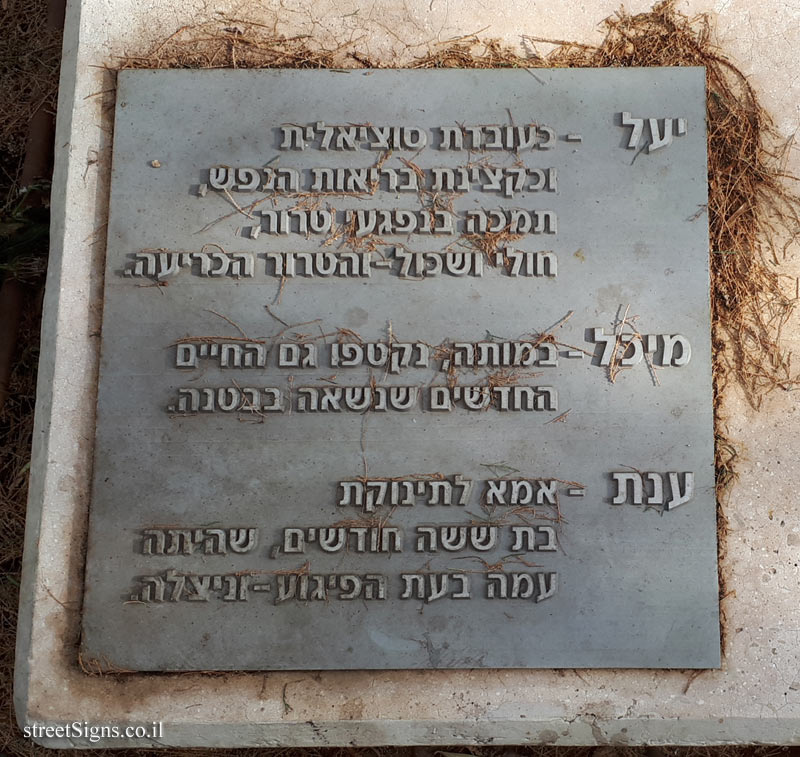 יעל - כעובדת סוציאלית
וכקצינת בריאות הנפש,
תמכה בנפגעי טרור,
חולי ושכול-והטרור הכריעה.
מיכל - במותה, נקטפו גם החיים
החדשים שנשאה בבטנה.
ענת - אמא לתינוקת
בת ששה חודשים, שהיתה
עמה בעת הפיגוע-וניצלה.
streetSigns.co.il